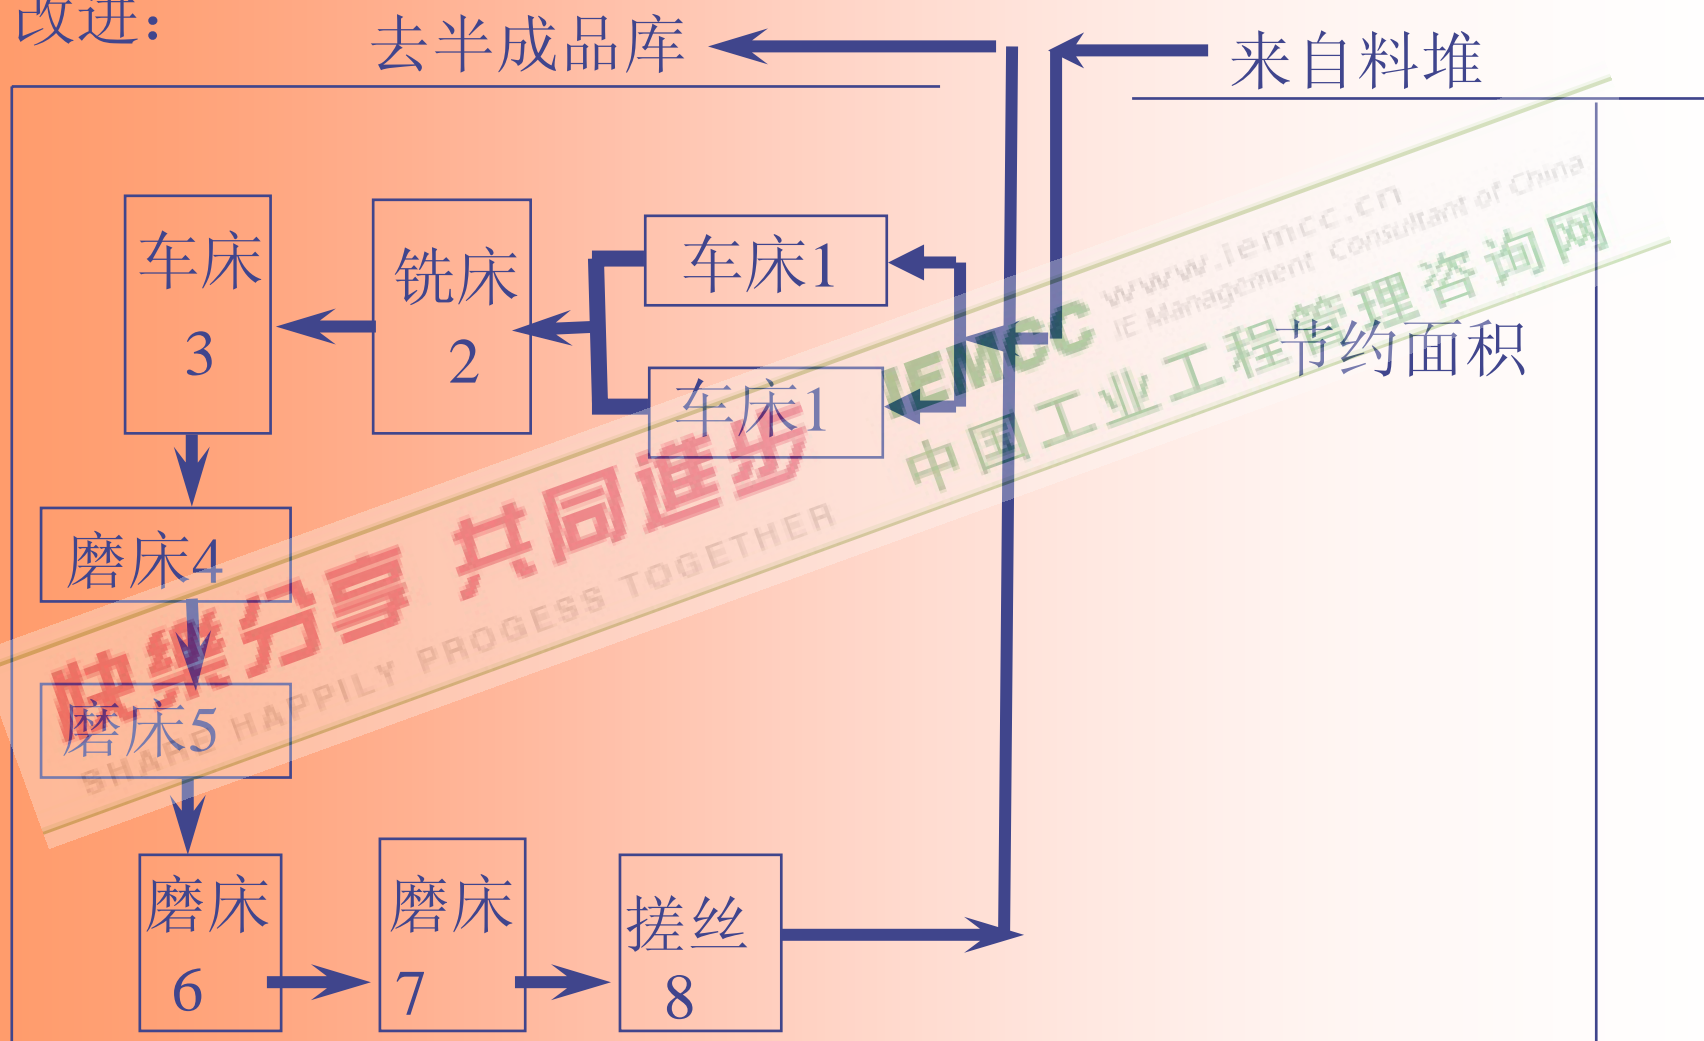 改进：
去半成品库
来自料堆
车床
3
铣床
2
车床1
车床1
节约面积
磨床4
磨床5
磨床
6
磨床
7
搓丝
8
快樂分享 共同進步
SHARE HAPPILY PROGESS TOGETHER
IEMCC
www.iemcc.cn
IE Management Consultant of China
中国工业工程管理咨询网